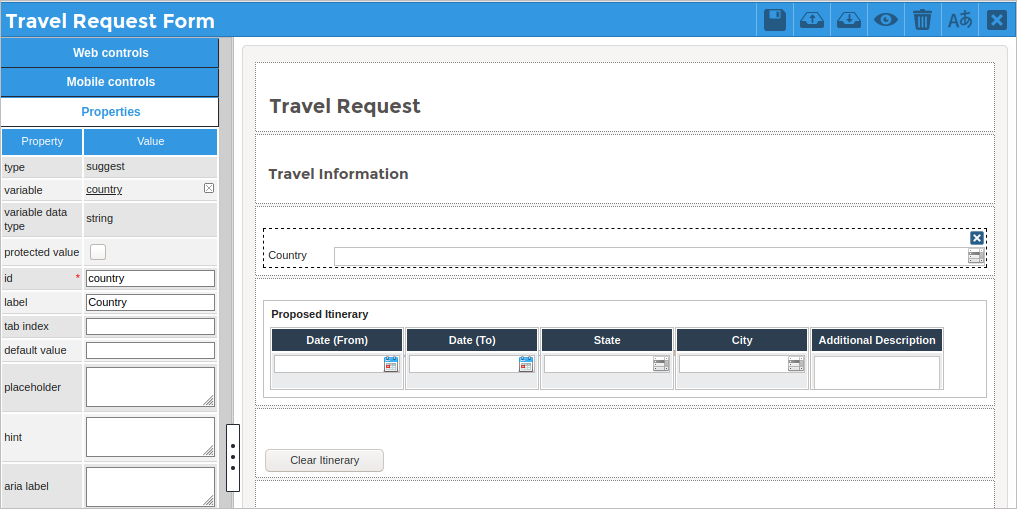 Travel Request Form
Aあ
Web controls
Mobile controls
Properties
Property Value
type suggest
variable country
variable data type string
protected value
id * country
label Country
tab index
default value
placeholder
hint
aria label
Travel Request
Travel Information
Country
Proposed Itinerary
Date (From) Date (To) State City Additional Description
Clear Itinerary